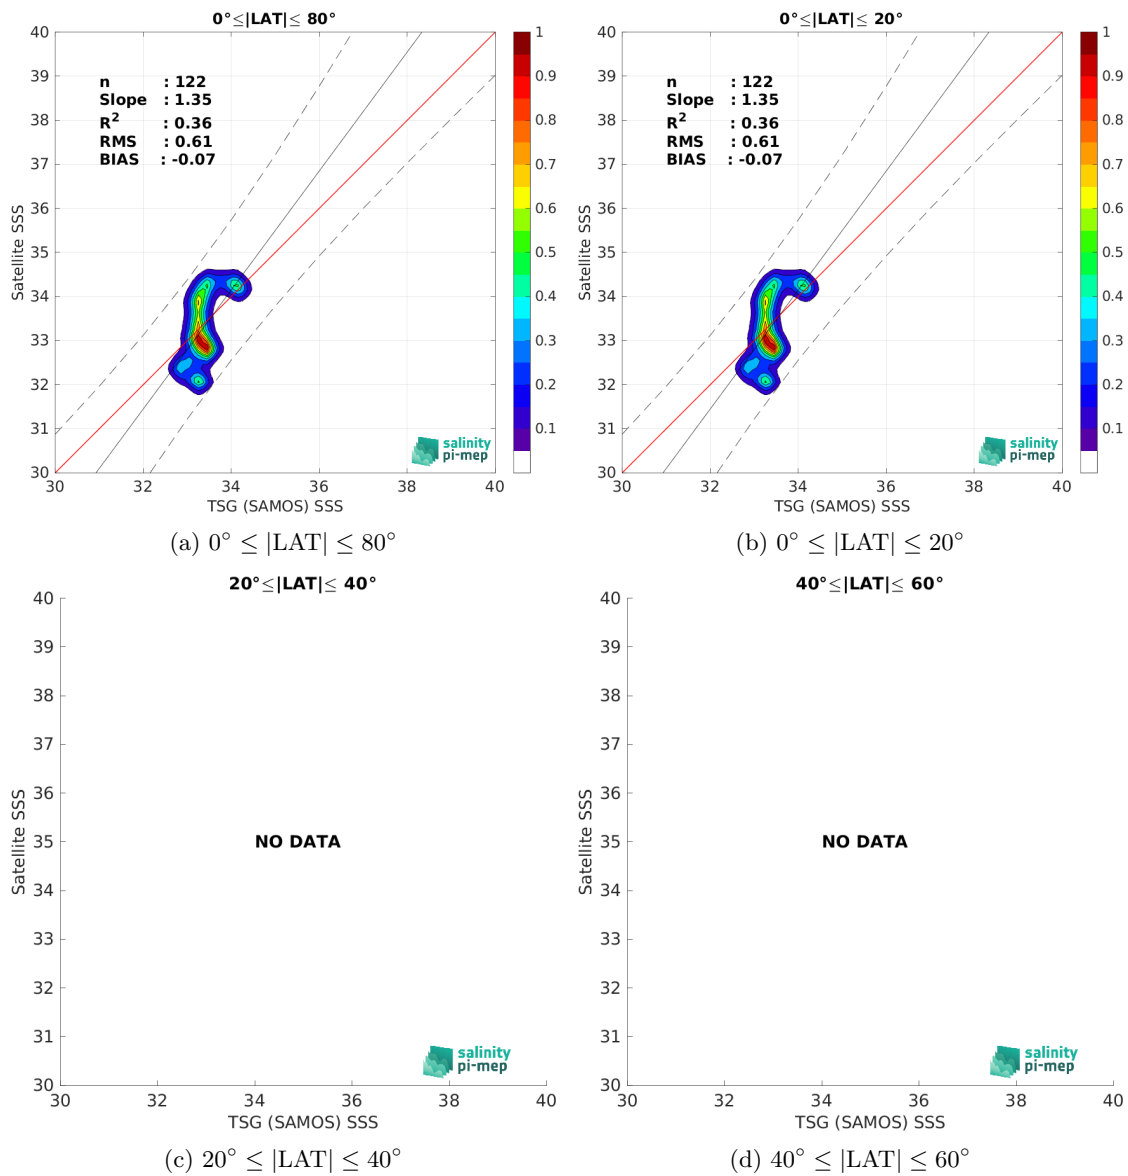 0°≤|LAT|≤ 80°
40
39
38
37
36
35
34
33
32
31
30
Satellite SSS
n : 122
Slope : 1.35
R² : 0.36
RMS : 0.61
BIAS : -0.07
1
0.9
0.8
0.7
0.6
0.5
0.4
0.3
0.2
0.1
salinity
pi-mep
30 32 34 36 38 40
TSG (SAMOS) SSS
(a) 0° ≤ |LAT| ≤ 80°
0°≤|LAT|≤ 20°
40
39
38
37
36
35
34
33
32
31
30
Satellite SSS
n : 122
Slope : 1.35
R² : 0.36
RMS : 0.61
BIAS : -0.07
1
0.9
0.8
0.7
0.6
0.5
0.4
0.3
0.2
0.1
salinity
pi-mep
30 32 34 36 38 40
TSG (SAMOS) SSS
(b) 0° ≤ |LAT| ≤ 20°
20°≤|LAT|≤ 40°
40
39
38
37
36
35
34
33
32
31
30
Satellite SSS
NO DATA
salinity
pi-mep
30 32 34 36 38 40
TSG (SAMOS) SSS
(c) 20° ≤ |LAT| ≤ 40°
40°≤|LAT|≤ 60°
40
39
38
37
36
35
34
33
32
31
30
Satellite SSS
NO DATA
salinity
pi-mep
30 32 34 36 38 40
TSG (SAMOS) SSS
(d) 40° ≤ |LAT| ≤ 60°